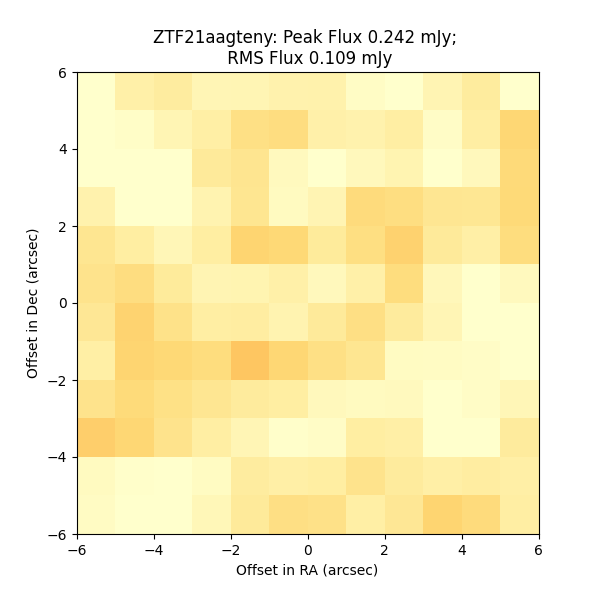 ZTF21aagteny: Peak Flux 0.242 mJy;
RMS Flux 0.109 mJy
6
4
2
0
−2
−4
−6
Offset in Dec (arcsec)
−6 −4 −2 0 2 4 6
Offset in RA (arcsec)